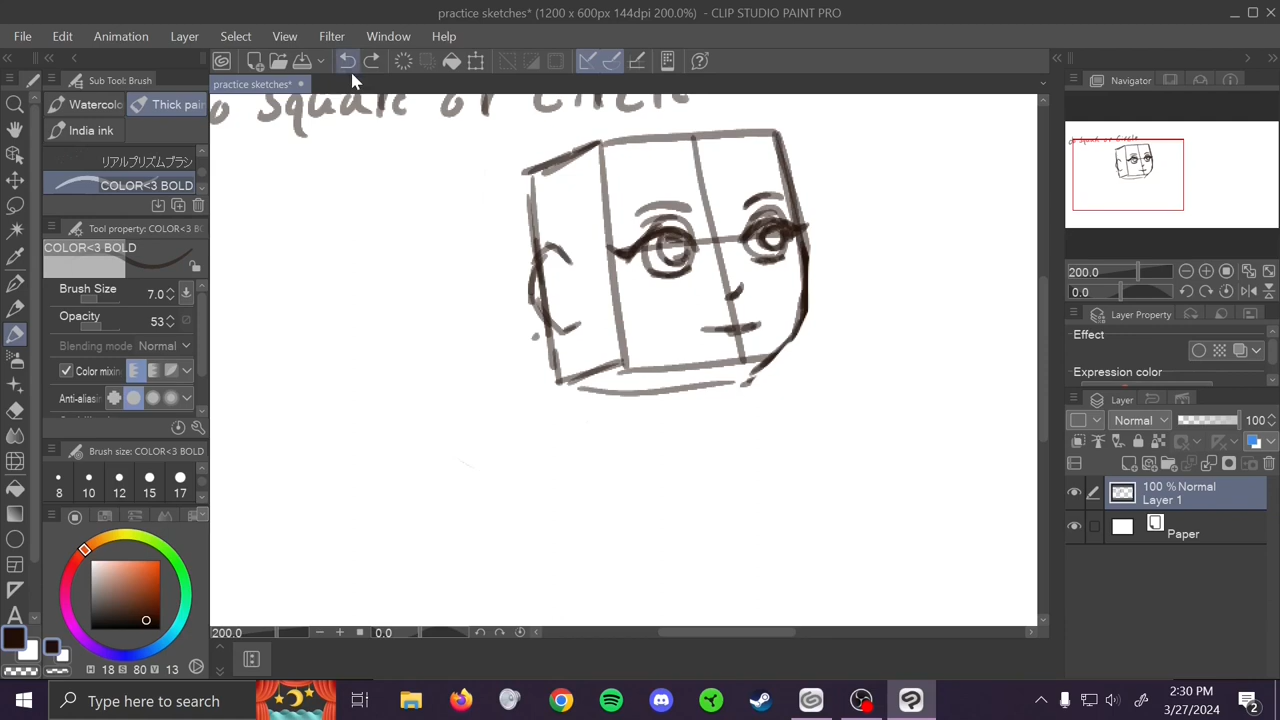 practice sketches* (1200 x 600px 144dpi 200.0%) - CLIP STUDIO PAINT PRO
File Edit Animation Layer Select View Filter Window Help
Sub Tool: Brush
practice sketches*
Navigator
Watercolo Thick pain
India ink
square or Circle
リアルプリズムブラシ
COLOR<3 BOLD
Tool property: COLOR<3 BOLD
COLOR<3 BOLD
Brush Size 7.0
Opacity 53
Blending mode Normal
Color mixin
Anti-aliasin
Brush size: COLOR<3 BOLD
8 10 12 15 17
H 18 S 80 V 13
200.0 0.0
200.0
0.0
Layer Property
Effect
Expression color
Layer
Normal 100
100 % Normal
Layer 1
Paper
Type here to search
2:30 PM
3/27/2024
2